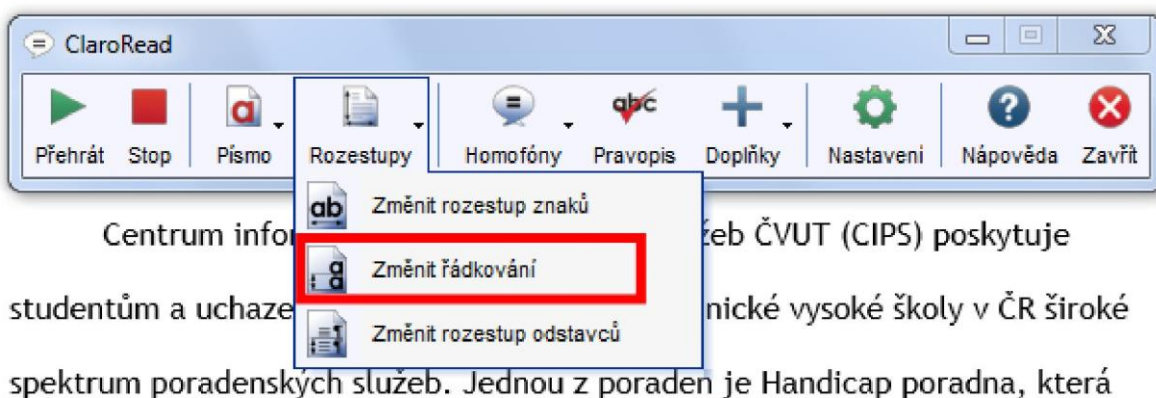 ClaroRead
Přehrát Stop Písmo Rozestupy Homofóny abc Pravopis Doplňky Nastavení Nápověda Zavřít
ab Změnit rozestup znaků
Centrum infor žeb ČVUT (CIPS) poskytuje
Změnit řádkování
studentům a uchaze nické vysoké školy v ČR široké
Změnit rozestup odstavců
spektrum poradenských služeb. Jednou z poraden je Handicap poradna, která